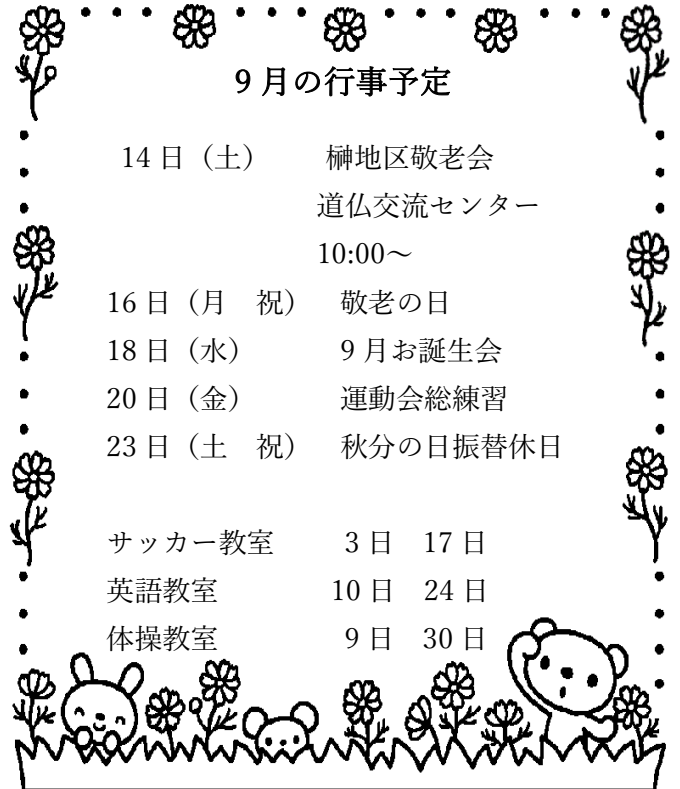 9月の行事予定
14日（土） 榊地区敬老会
道仏交流センター
10:00～
16日（月　祝） 敬老の日
18日（水） 9月お誕生会
20日（金） 運動会総練習
23日（土　祝） 秋分の日振替休日
サッカー教室 3日 17日
英語教室 10日 24日
体操教室 9日 30日